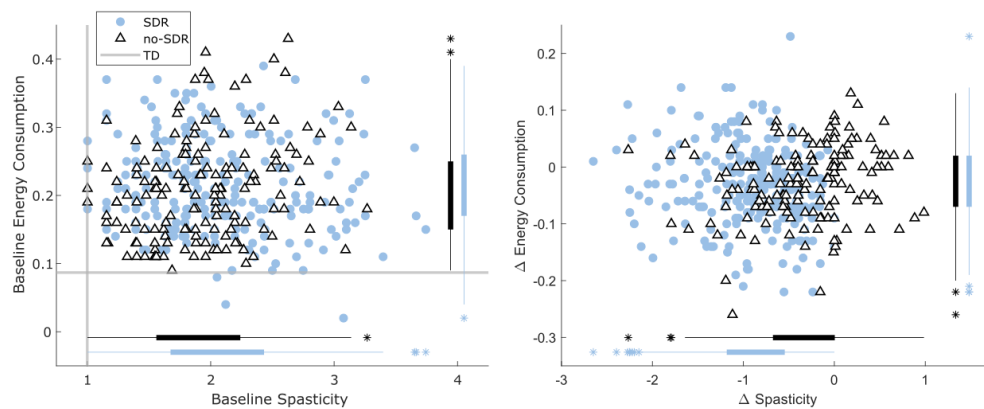 SDR
no-SDR
TD
Baseline Energy Consumption
0.4
0.3
0.2
0.1
0
1
2
3
4
Baseline Spasticity
Δ Energy Consumption
0.2
0.1
0
-0.1
-0.2
-0.3
-3
-2
-1
0
1
Δ Spasticity